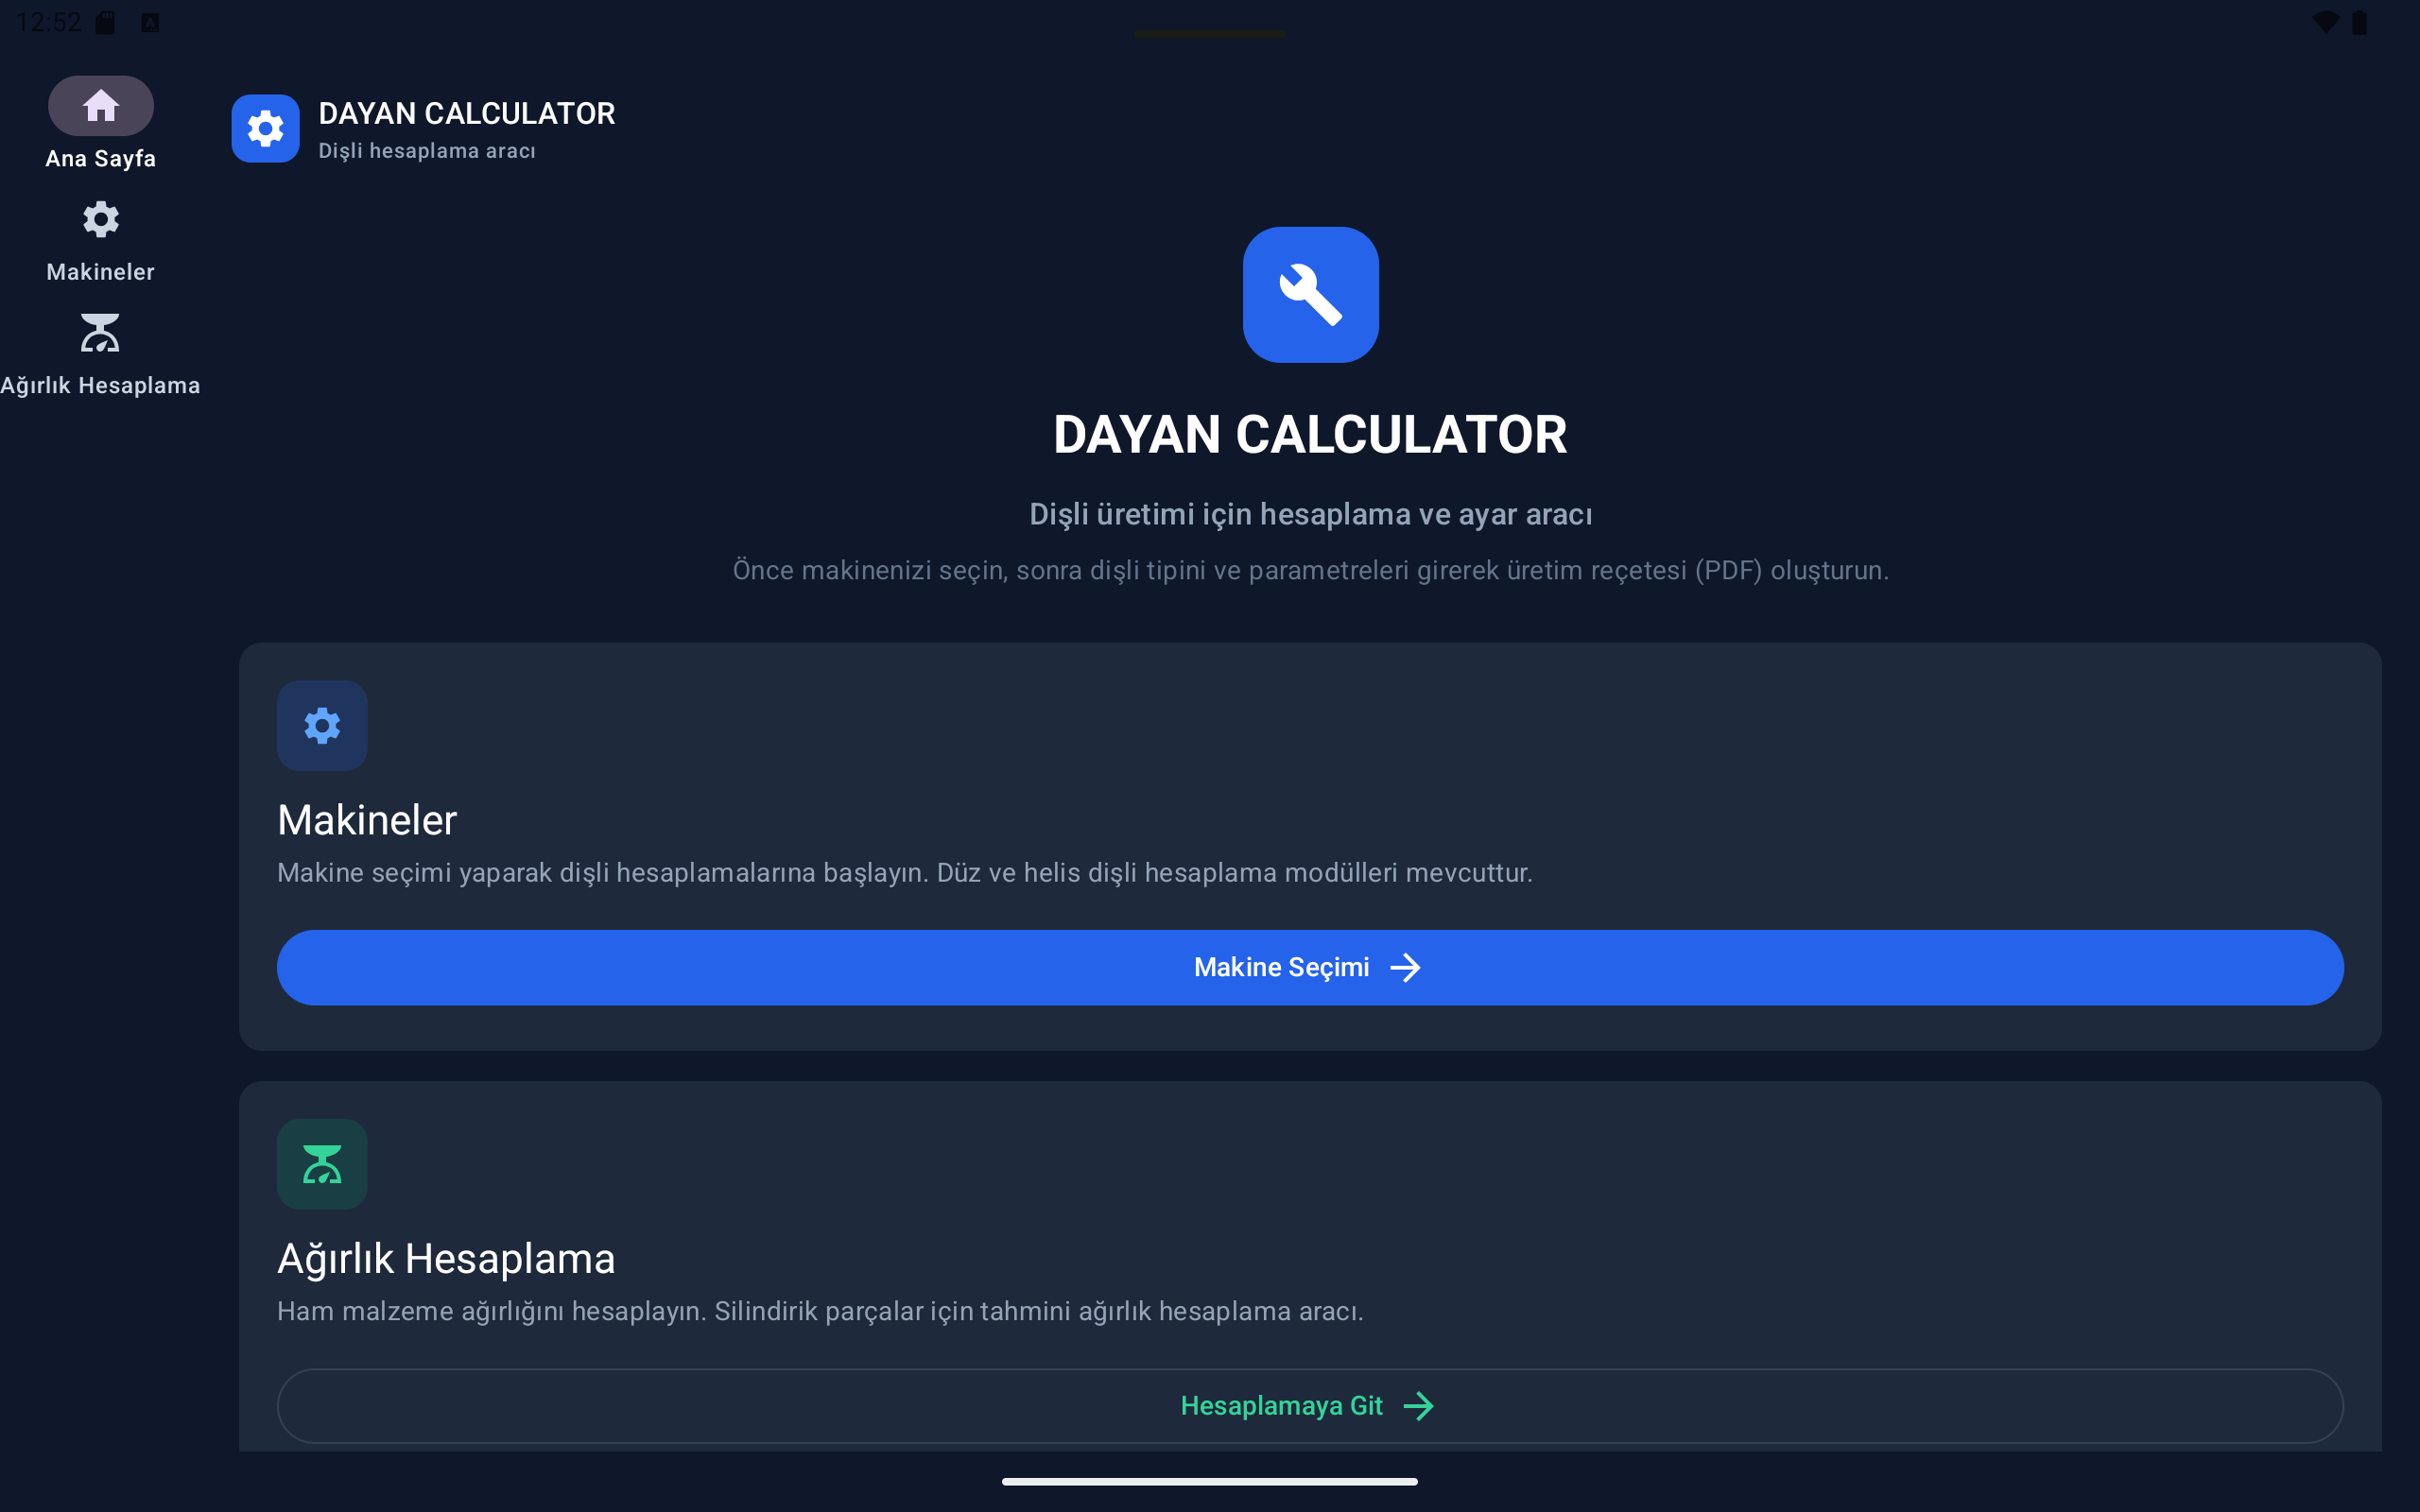 12:52
Ana Sayfa
Makineler
Ağırlık Hesaplama
DAYAN CALCULATOR
Dişli hesaplama aracı
DAYAN CALCULATOR
Dişli üretimi için hesaplama ve ayar aracı
Önce makinenizi seçin, sonra dişli tipini ve parametreleri girerek üretim reçetesi (PDF) oluşturun.
Makineler
Makine seçimi yaparak dişli hesaplamalarına başlayın. Düz ve helis dişli hesaplama modülleri mevcuttur.
Makine Seçimi
Ağırlık Hesaplama
Ham malzeme ağırlığını hesaplayın. Silindirik parçalar için tahmini ağırlık hesaplama aracı.
Hesaplamaya Git